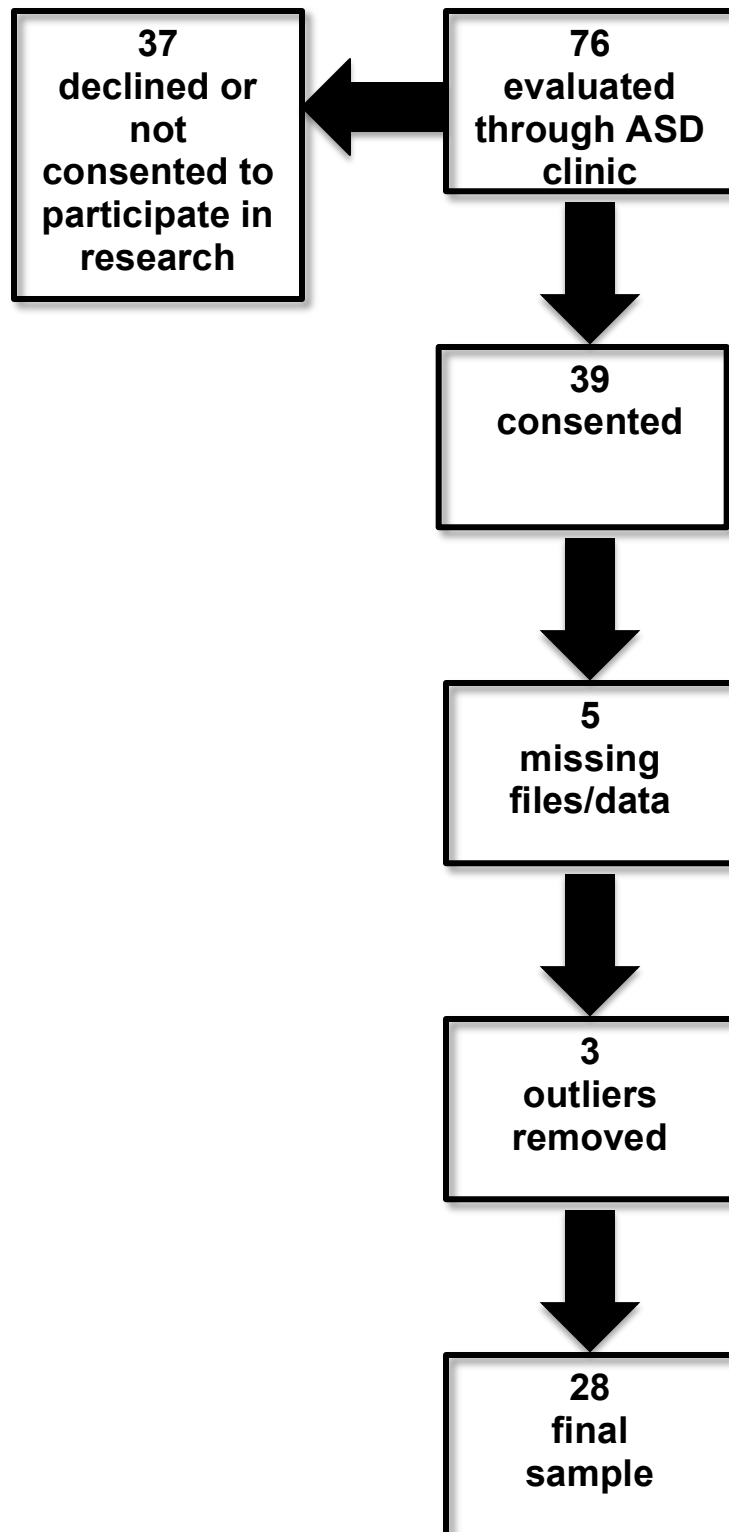 37
declined or
not
consented to
participate in
research
76
evaluated
through ASD
clinic
39
consented
5
missing
files/data
3
outliers
removed
28
final
sample